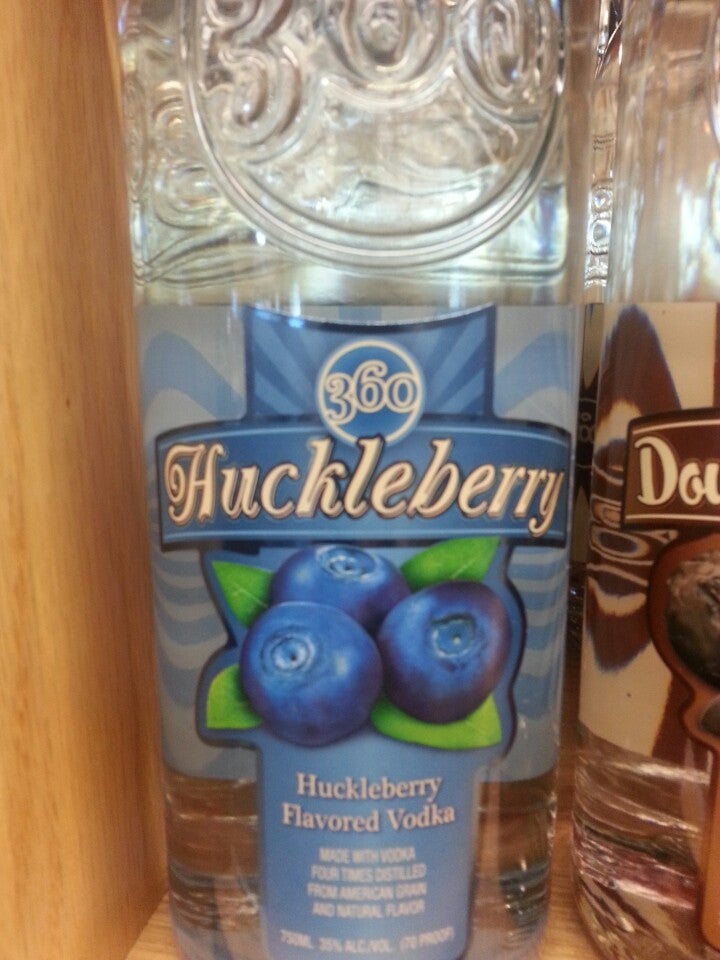 360
360
Huckleberry
Huckleberry
Flavored Vodka
MADE WITH VODKA
FOUR TIMES DISTILLED
FROM AMERICAN GRAIN
AND NATURAL FLAVOR
750ML 35% ALC/VOL. (70 PROOF)
Dou